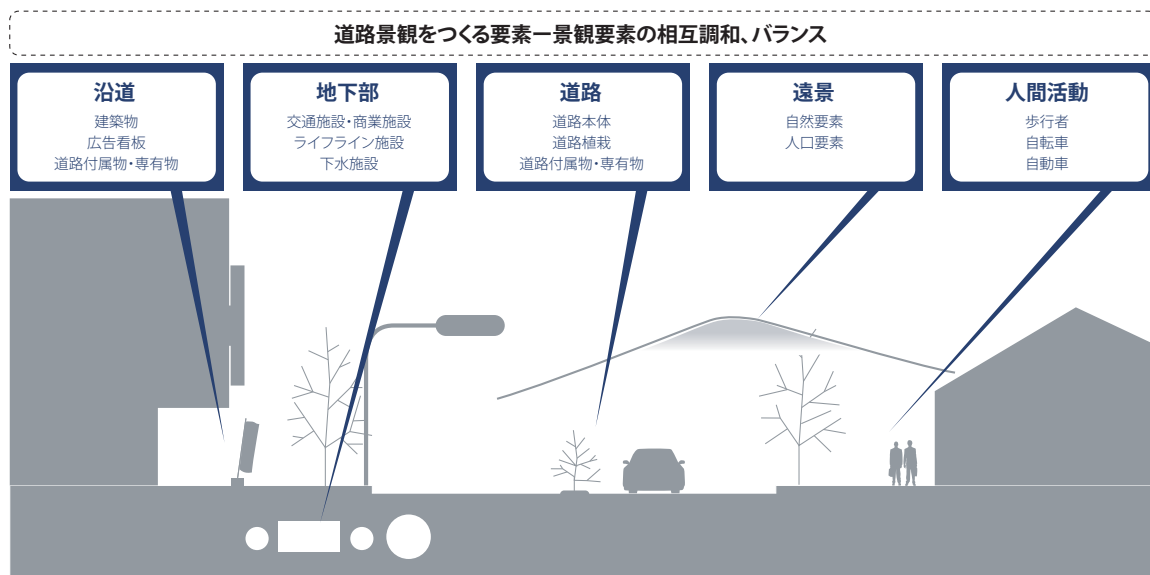 道路景観をつくる要素ー景観要素の相互調和、バランス
沿道
建築物
広告看板
道路付属物・専有物
地下部
交通施設・商業施設
ライフライン施設
下水施設
道路
道路本体
道路植栽
道路付属物・専有物
遠景
自然要素
人口要素
人間活動
歩行者
自転車
自動車